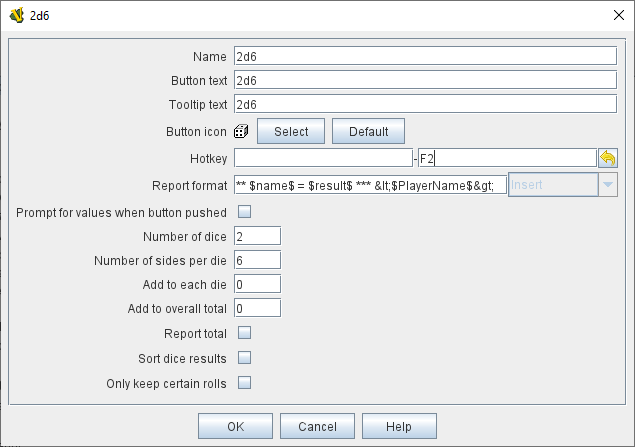 2d6
Name 2d6
Button text 2d6
Tooltip text 2d6
Button icon Select Default
Hotkey - F2
Report format ** $name$ = $result$ *** &lt;$PlayerName$&gt; Insert
Prompt for values when button pushed
Number of dice 2
Number of sides per die 6
Add to each die 0
Add to overall total 0
Report total
Sort dice results
Only keep certain rolls
OK Cancel Help